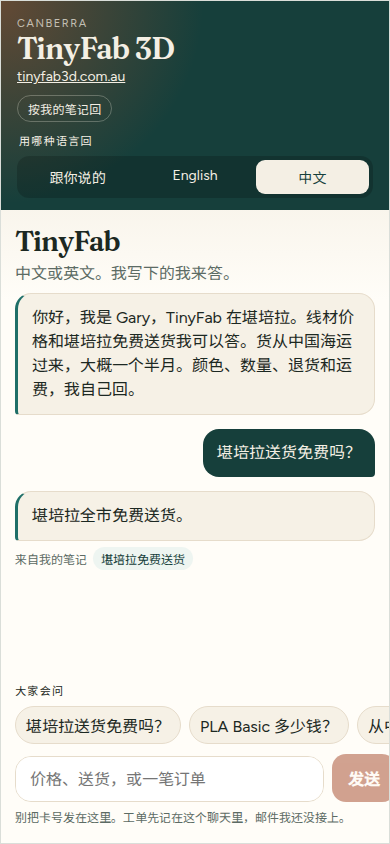 CANBERRA
TinyFab 3D
tinyfab3d.com.au
按我的笔记回
用哪种语言回
跟你说的
English
中文
TinyFab
中文或英文。我写下的我来答。
你好，我是 Gary，TinyFab 在堪培拉。线材价
格和堪培拉免费送货我可以答。货从中国海运
过来，大概一个半月。颜色、数量、退货和运
费，我自己回。
堪培拉送货免费吗？
堪培拉全市免费送货。
来自我的笔记 堪培拉免费送货
大家会问
堪培拉送货免费吗？ PLA Basic 多少钱？ 从
价格、送货，或一笔订单
发送
别把卡号发在这里。工单先记在这个聊天里，邮件我还没接上。